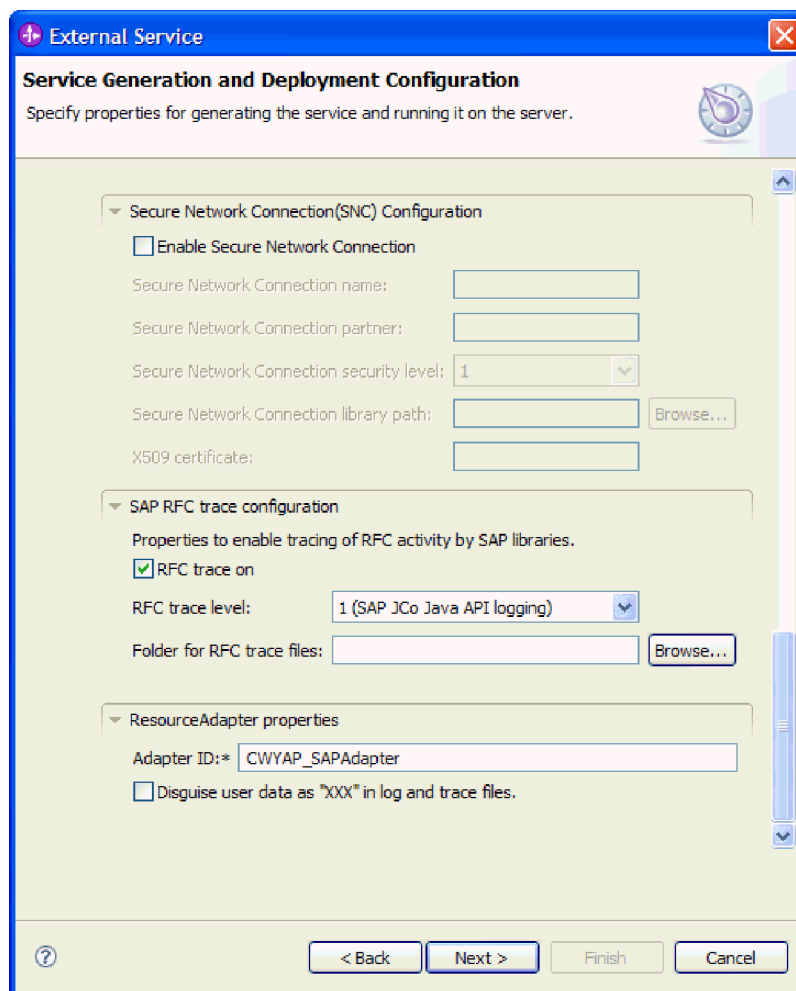 External Service
Service Generation and Deployment Configuration
Specify properties for generating the service and running it on the server.
Secure Network Connection(SNC) Configuration
Enable Secure Network Connection
Secure Network Connection name:
Secure Network Connection partner:
Secure Network Connection security level: 1
Secure Network Connection library path: Browse...
X509 certificate:
SAP RFC trace configuration
Properties to enable tracing of RFC activity by SAP libraries.
RFC trace on
RFC trace level: 1 (SAP JCo Java API logging)
Folder for RFC trace files: Browse...
ResourceAdapter properties
Adapter ID:* CWYAP_SAPAdapter
Disguise user data as "XXX" in log and trace files.
? < Back Next > Finish Cancel